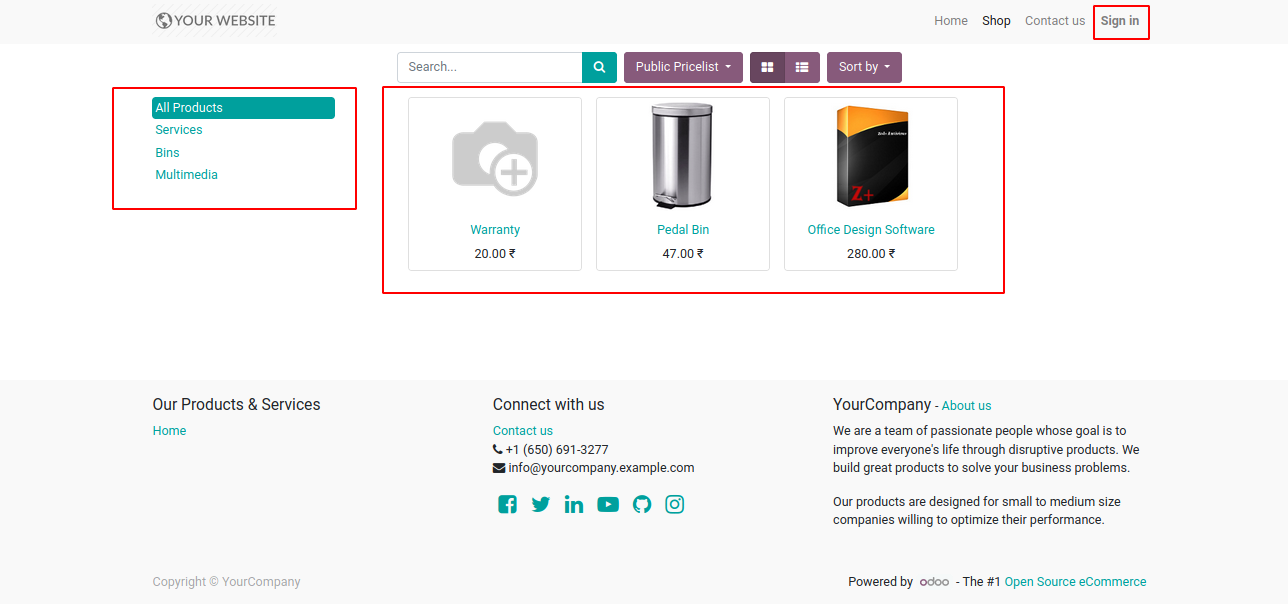 YOUR WEBSITE
Home Shop Contact us Sign in
Search... Public Pricelist Sort by
All Products
Services
Bins
Multimedia
Warranty
20.00 ₹
Pedal Bin
47.00 ₹
Z+
Office Design Software
280.00 ₹
Our Products & Services
Home
Connect with us
Contact us
+1 (650) 691-3277
info@yourcompany.example.com
YourCompany - About us
We are a team of passionate people whose goal is to
improve everyone's life through disruptive products. We
build great products to solve your business problems.
Our products are designed for small to medium size
companies willing to optimize their performance.
Copyright © YourCompany
Powered by odoo - The #1 Open Source eCommerce